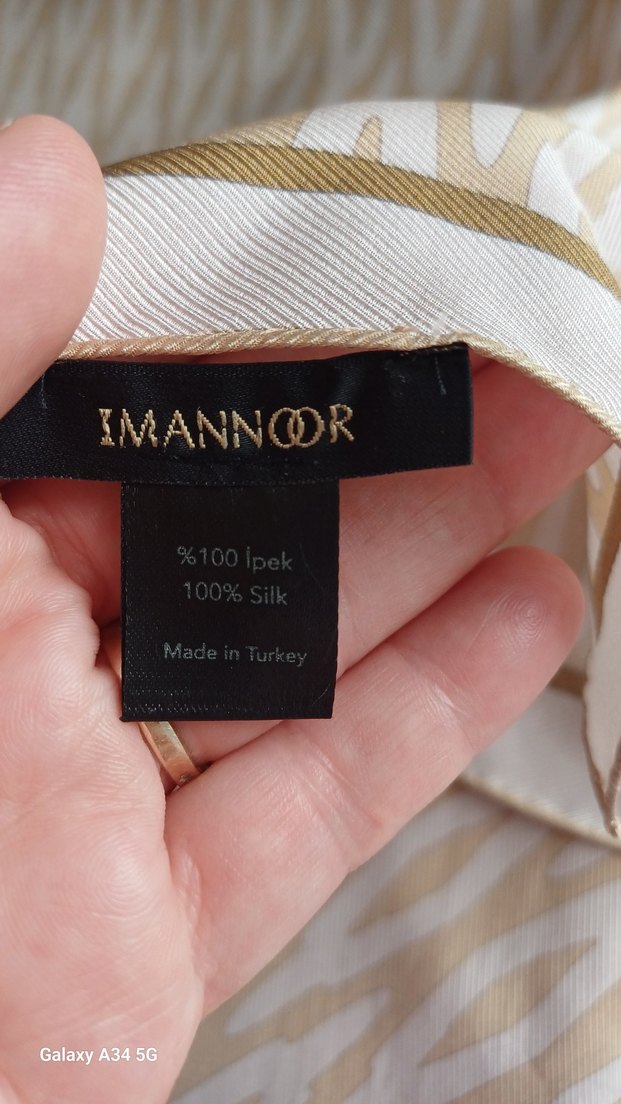 IMANNOOR
%100 İpek
100% Silk
Made in Turkey
Galaxy A34 5G